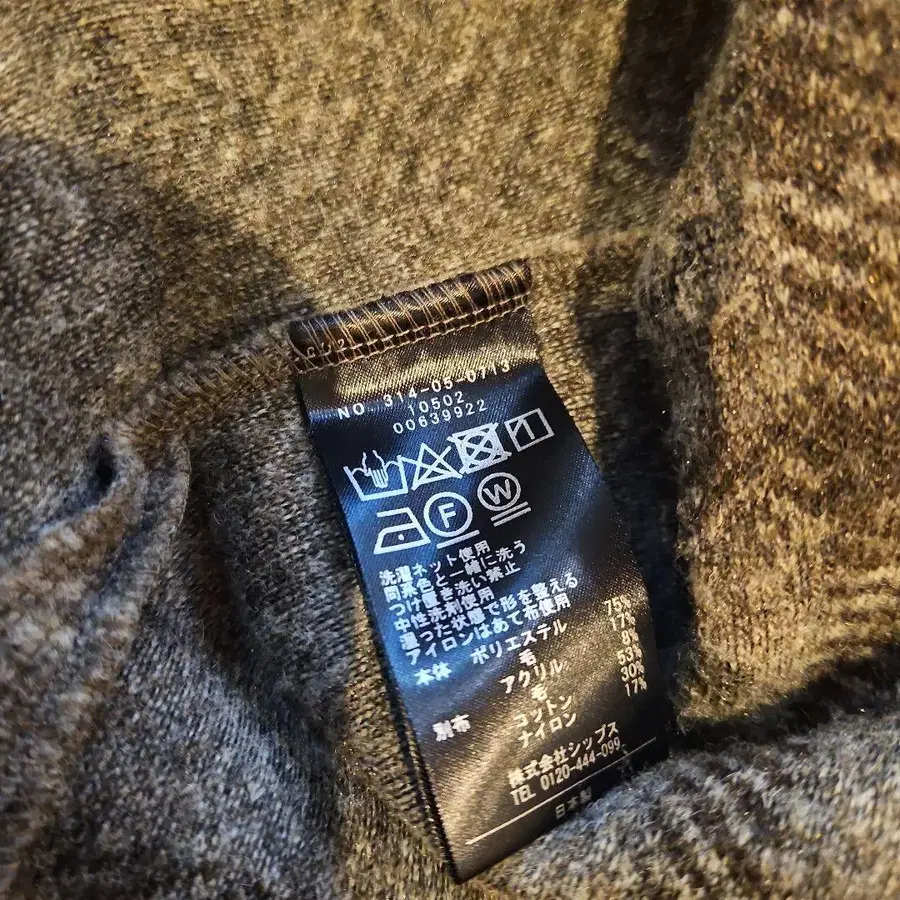 NO. 314-05-0713
10502
00639922
F W
洗濯ネット使用
同系色と一緒に洗う
つけ置き洗い禁止
中性洗剤使用
湿った状態で形を整える
アイロンはあて布使用
本体 ポリエステル 75%
毛 17%
アクリル 8%
別布 毛 53%
コットン 30%
ナイロン 17%
株式会社シップス
TEL 0120-444-099
日本製